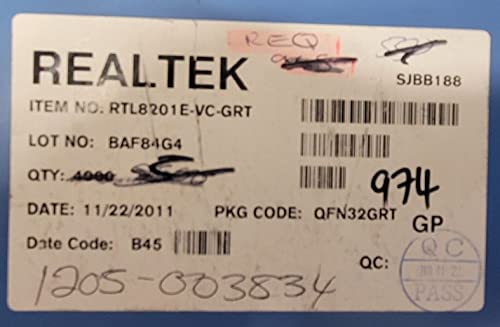 REQ
REALTEK
SJBB188
ITEM NO: RTL8201E-VC-GRT
LOT NO: BAF84G4
QTY: 4000
974
DATE: 11/22/2011 PKG CODE: QFN32GRT GP
Date Code: B45
QC:
QC
PASS
1205-003834